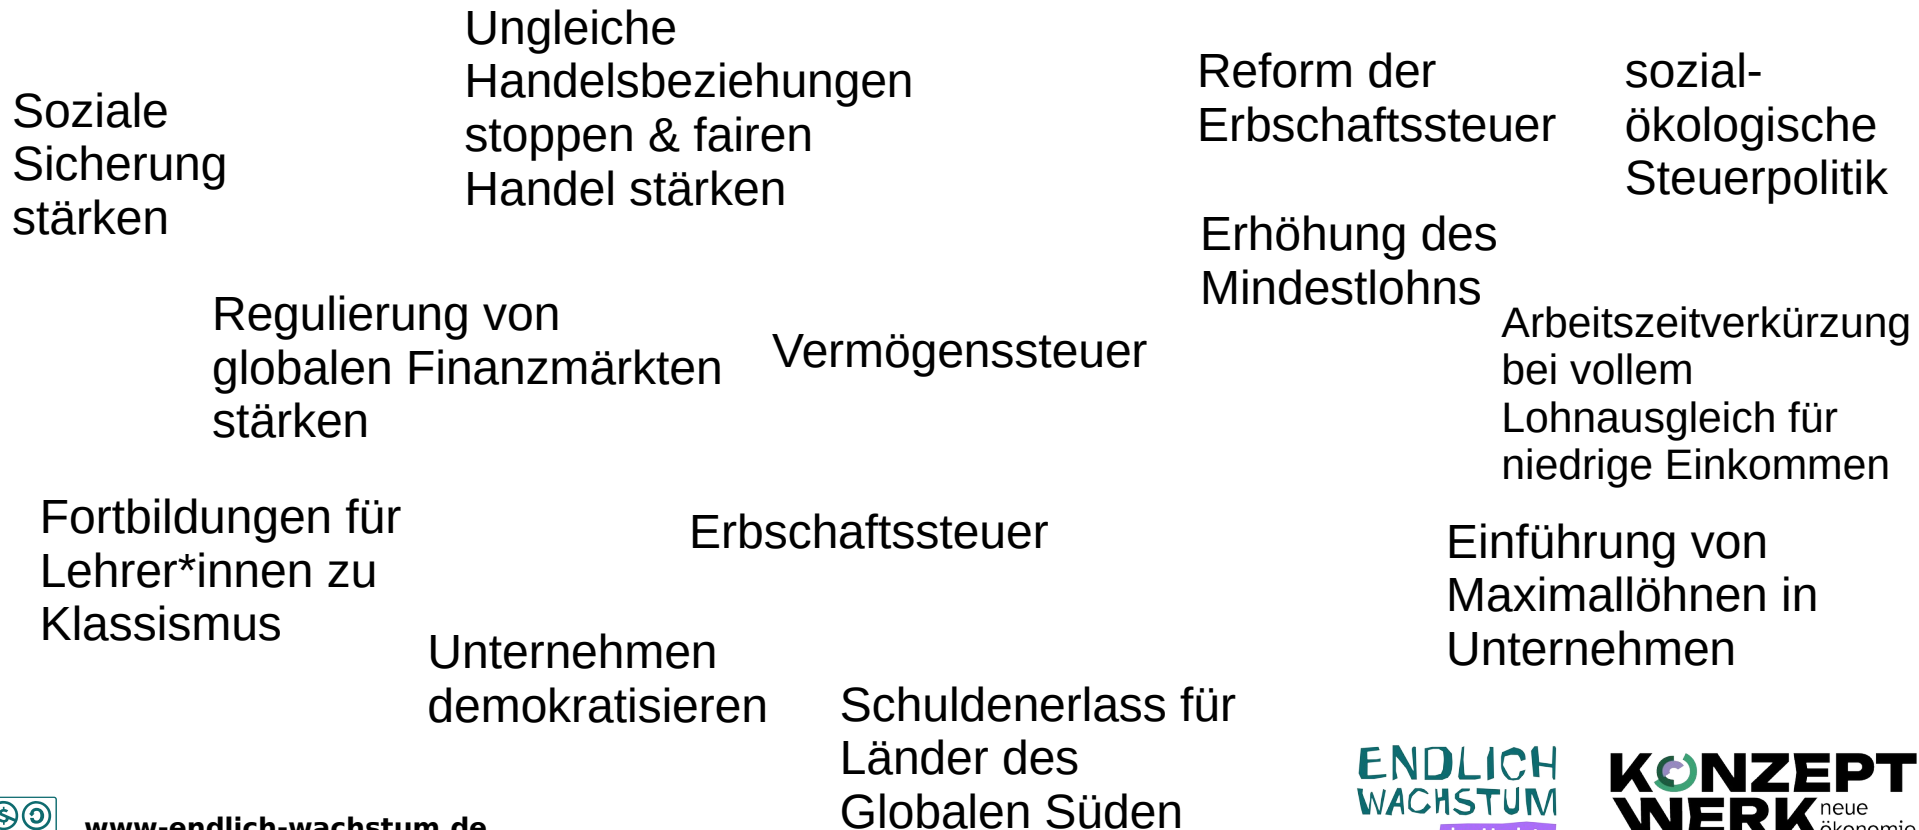 Soziale
Sicherung
stärken
Ungleiche
Handelsbeziehungen
stoppen & fairen
Handel stärken
Reform der
Erbschaftssteuer
sozial-
ökologische
Steuerpolitik
Erhöhung des
Mindestlohns
Regulierung von
globalen Finanzmärkten
stärken
Vermögenssteuer
Arbeitszeitverkürzung
bei vollem
Lohnausgleich für
niedrige Einkommen
Fortbildungen für
Lehrer*innen zu
Klassismus
Erbschaftssteuer
Einführung von
Maximallöhnen in
Unternehmen
Unternehmen
demokratisieren
Schuldenerlass für
Länder des
Globalen Süden
www-endlich-wachstum.de
ENDLICH
WACHSTUM
KONZEPT
WERK
neue
ökonomie